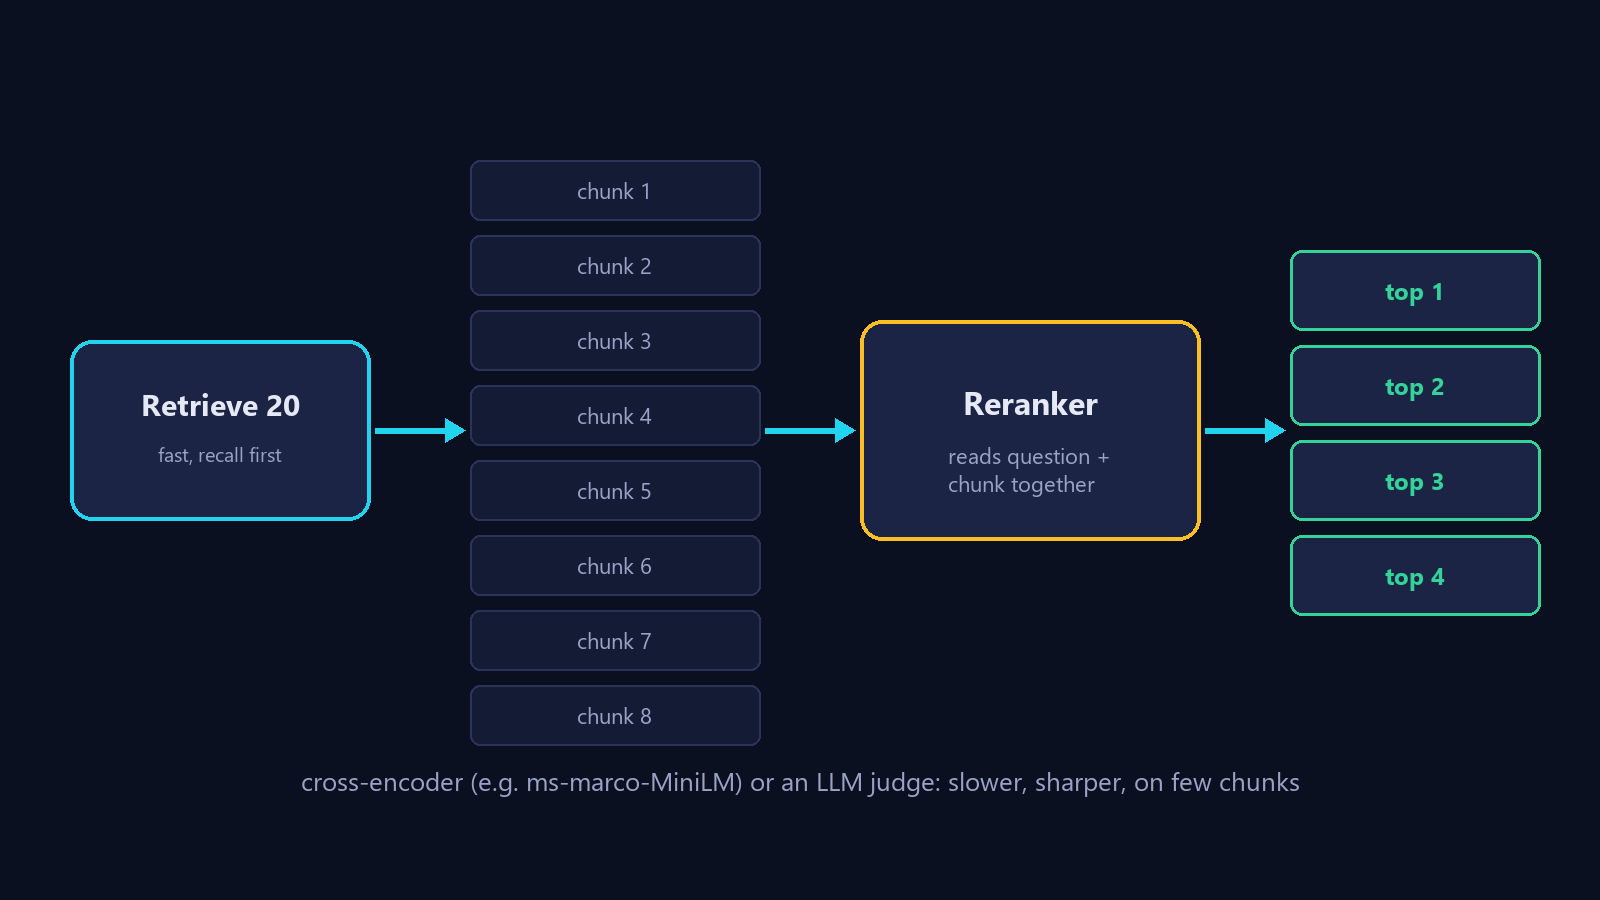 Retrieve 20
fast, recall first
chunk 1
chunk 2
chunk 3
chunk 4
chunk 5
chunk 6
chunk 7
chunk 8
Reranker
reads question +
chunk together
top 1
top 2
top 3
top 4
cross-encoder (e.g. ms-marco-MiniLM) or an LLM judge: slower, sharper, on few chunks